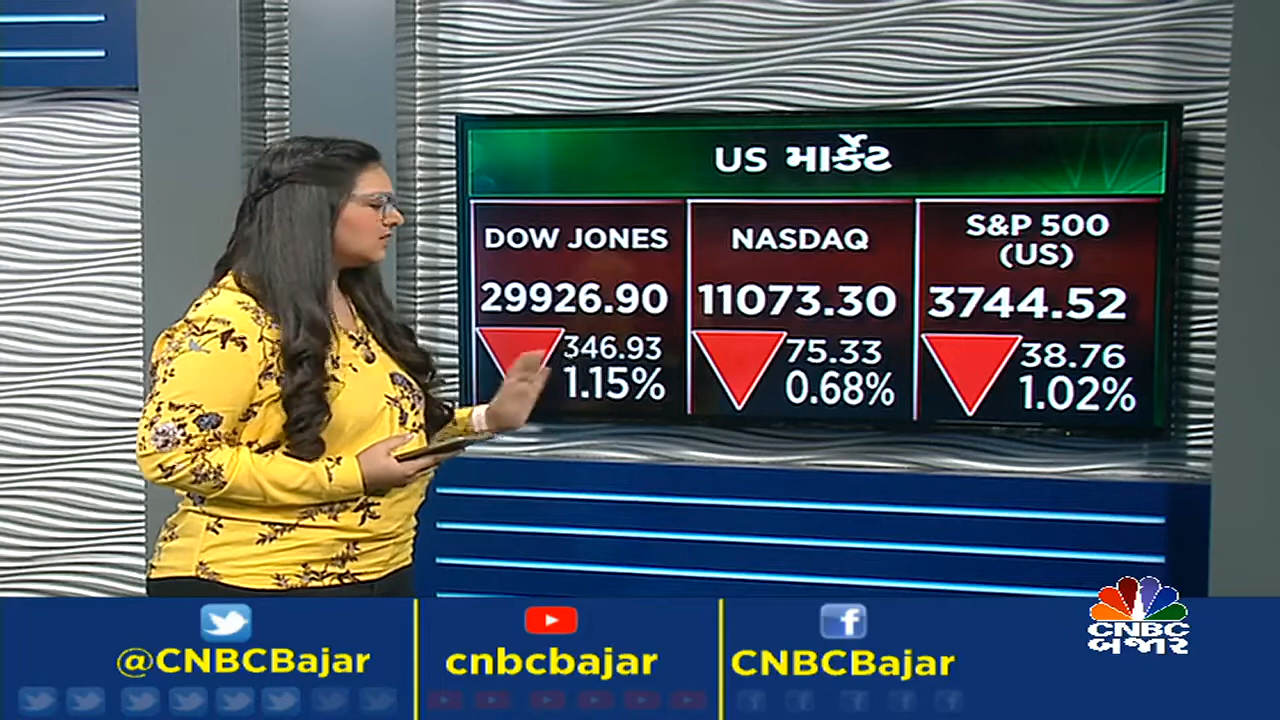 US માર્કેટ
DOW JONES
29926.90
346.93
1.15%
NASDAQ
11073.30
75.33
0.68%
S&P 500
(US)
3744.52
38.76
1.02%
@CNBCBajar
cnbcbajar
CNBCBajar
CNBC
બજાર